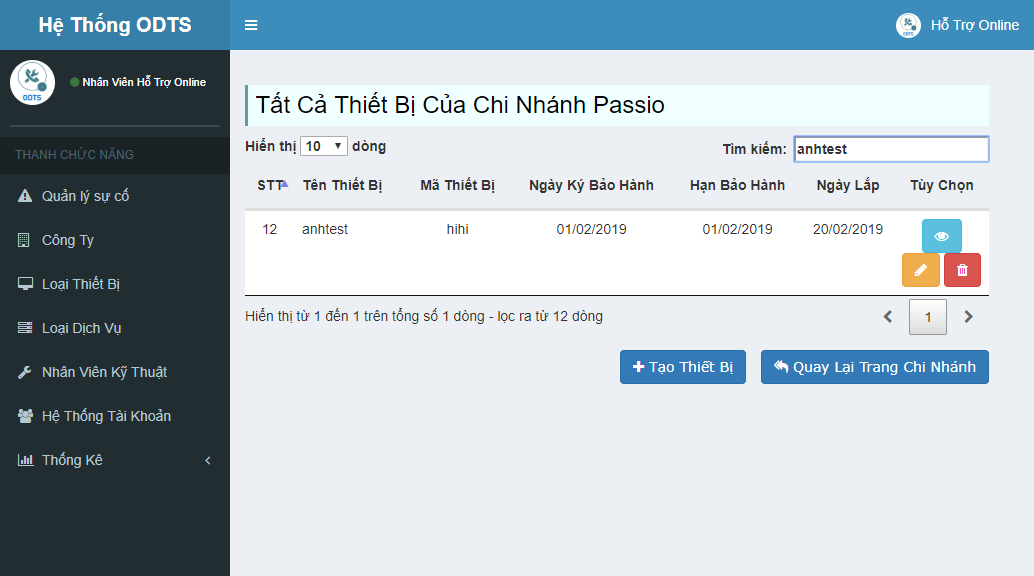 Hệ Thống ODTS
Hỗ Trợ Online
ODTS
ODTS
Nhân Viên Hỗ Trợ Online
THANH CHỨC NĂNG
Quản lý sự cố
Công Ty
Loại Thiết Bị
Loại Dịch Vụ
Nhân Viên Kỹ Thuật
Hệ Thống Tài Khoản
Thống Kê
Tất Cả Thiết Bị Của Chi Nhánh Passio
Hiển thị 10 dòng
Tìm kiếm: anhtest
STT Tên Thiết Bị Mã Thiết Bị Ngày Ký Bảo Hành Hạn Bảo Hành Ngày Lắp Tùy Chọn
12 anhtest hihi 01/02/2019 01/02/2019 20/02/2019
Hiển thị từ 1 đến 1 trên tổng số 1 dòng - lọc ra từ 12 dòng
1
Tạo Thiết Bị
Quay Lại Trang Chi Nhánh